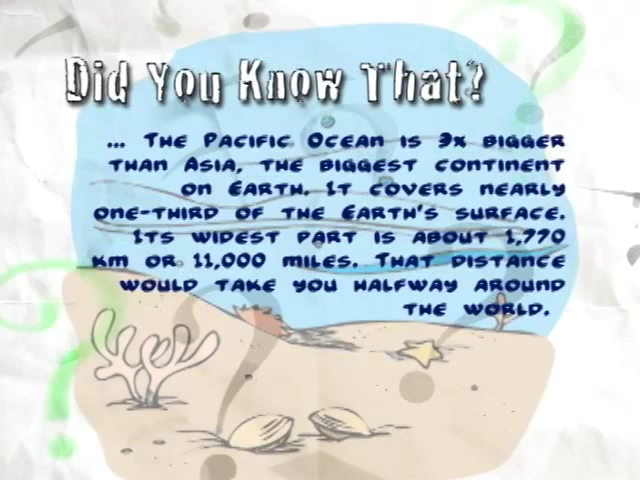 Did You Know That?
... The Pacific Ocean is 3x bigger
than Asia, the biggest continent
on Earth. It covers nearly
one-third of the Earth's surface.
Its widest part is about 1,770
km or 11,000 miles. That distance
would take you halfway around
the world.